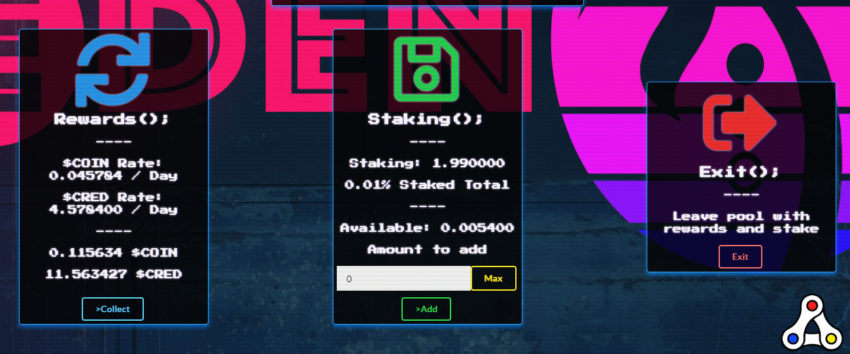 EDEN
Rewards();
----
$COIN Rate:
0.045784 / Day
$CRED Rate:
4.578400 / Day
----
0.115634 $COIN
11.563427 $CRED
>Collect
Staking();
----
Staking: 1.990000
0.01% Staked Total
----
Available: 0.005400
Amount to add
0
Max
>Add
Exit();
----
Leave pool with
rewards and stake
Exit